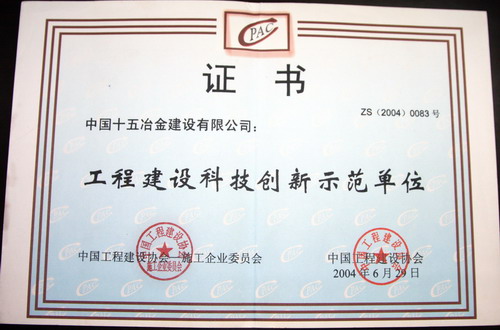 CPAC
证书
ZS（2004）0083 号
中国十五冶金建设有限公司：
工程建设科技创新示范单位
中国工程建设协会 施工企业委员会
中国工程建设协会
2004 年 6 月 29 日